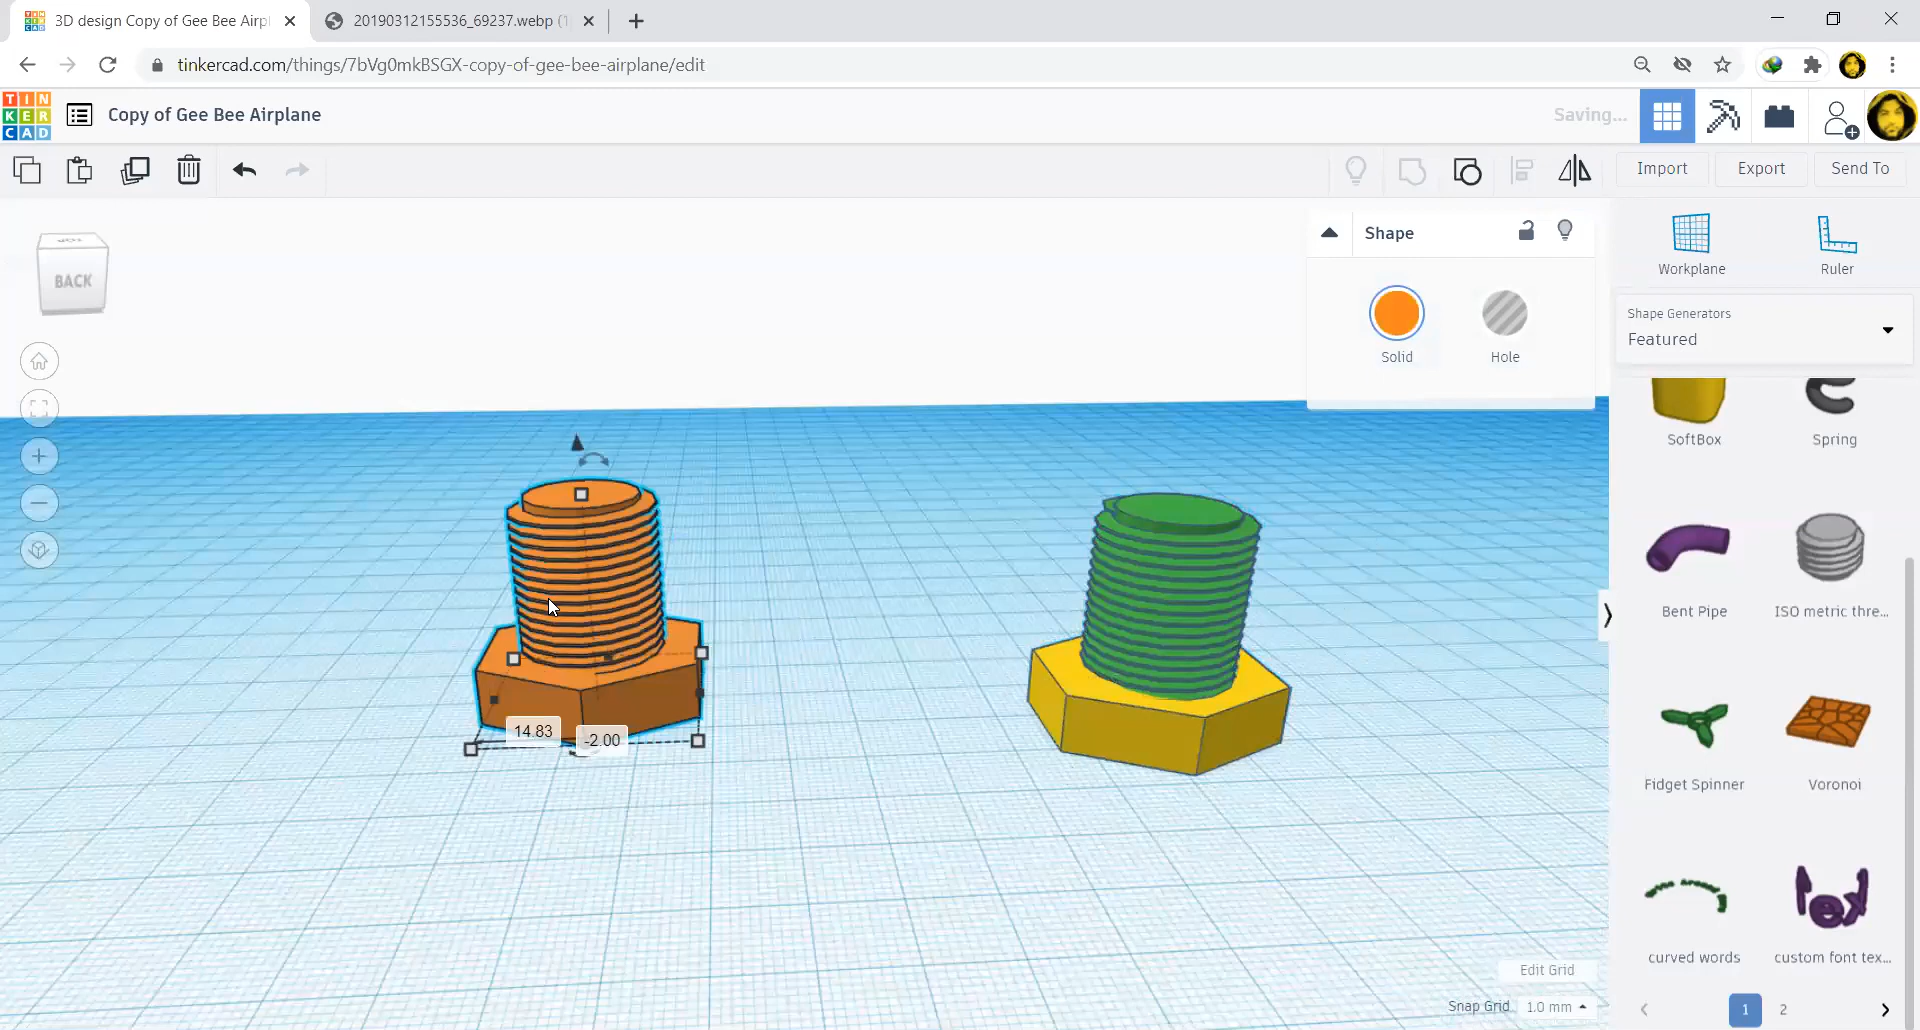 3D design Copy of Gee Bee Airpl
20190312155536_69237.webp (1
tinkercad.com/things/7bVg0mkBSGX-copy-of-gee-bee-airplane/edit
TIN
KER
CAD
Copy of Gee Bee Airplane
Saving...
Import
Export
Send To
TOP
BACK
Shape
Solid
Hole
Workplane
Ruler
Shape Generators
Featured
SoftBox
Spring
Bent Pipe
ISO metric thre...
Fidget Spinner
Voronoi
curved words
custom font tex...
14.83
-2.00
Edit Grid
Snap Grid
1.0 mm
1
2